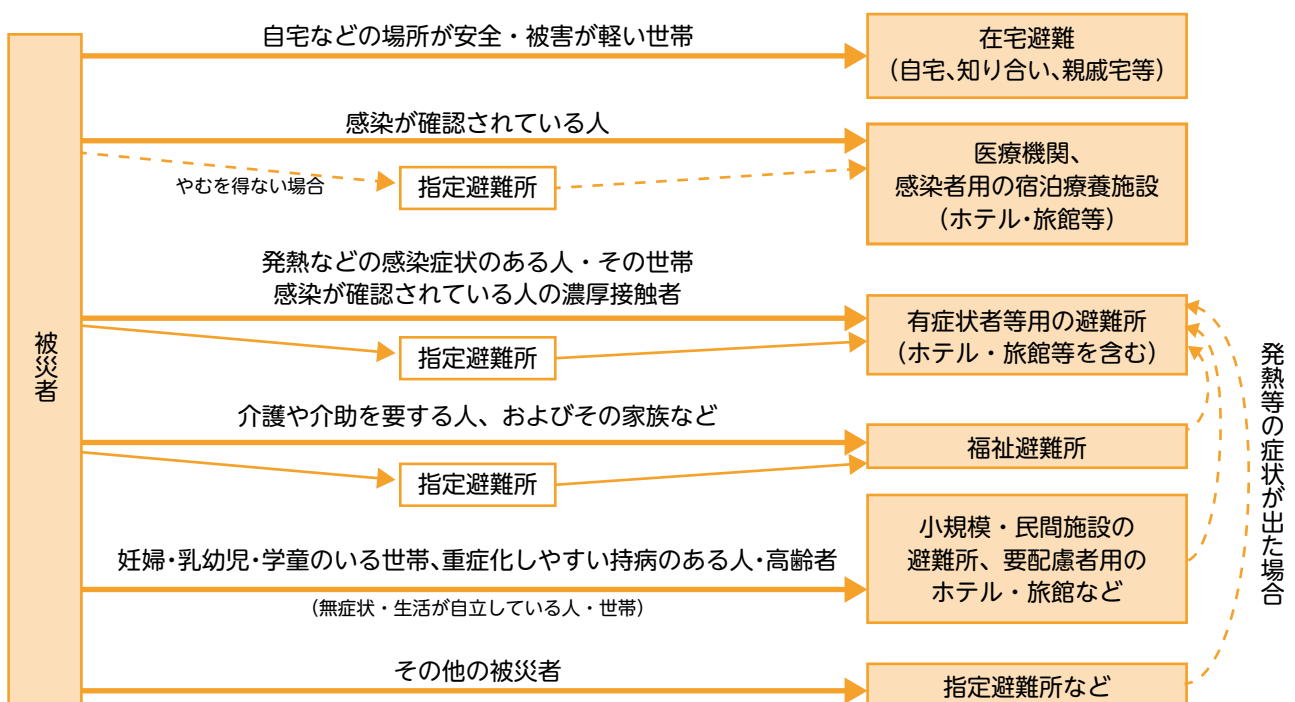 被災者
自宅などの場所が安全・被害が軽い世帯
在宅避難
(自宅、知り合い、親戚宅等)
感染が確認されている人
やむを得ない場合
指定避難所
医療機関、
感染者用の宿泊療養施設
(ホテル・旅館等)
発熱などの感染症状のある人・その世帯
感染が確認されている人の濃厚接触者
指定避難所
有症状者等用の避難所
(ホテル・旅館等を含む)
介護や介助を要する人、およびその家族など
指定避難所
福祉避難所
妊婦・乳幼児・学童のいる世帯、重症化しやすい持病のある人・高齢者
(無症状・生活が自立している人・世帯)
小規模・民間施設の
避難所、要配慮者用の
ホテル・旅館など
その他の被災者
指定避難所など
発熱等の症状が出た場合